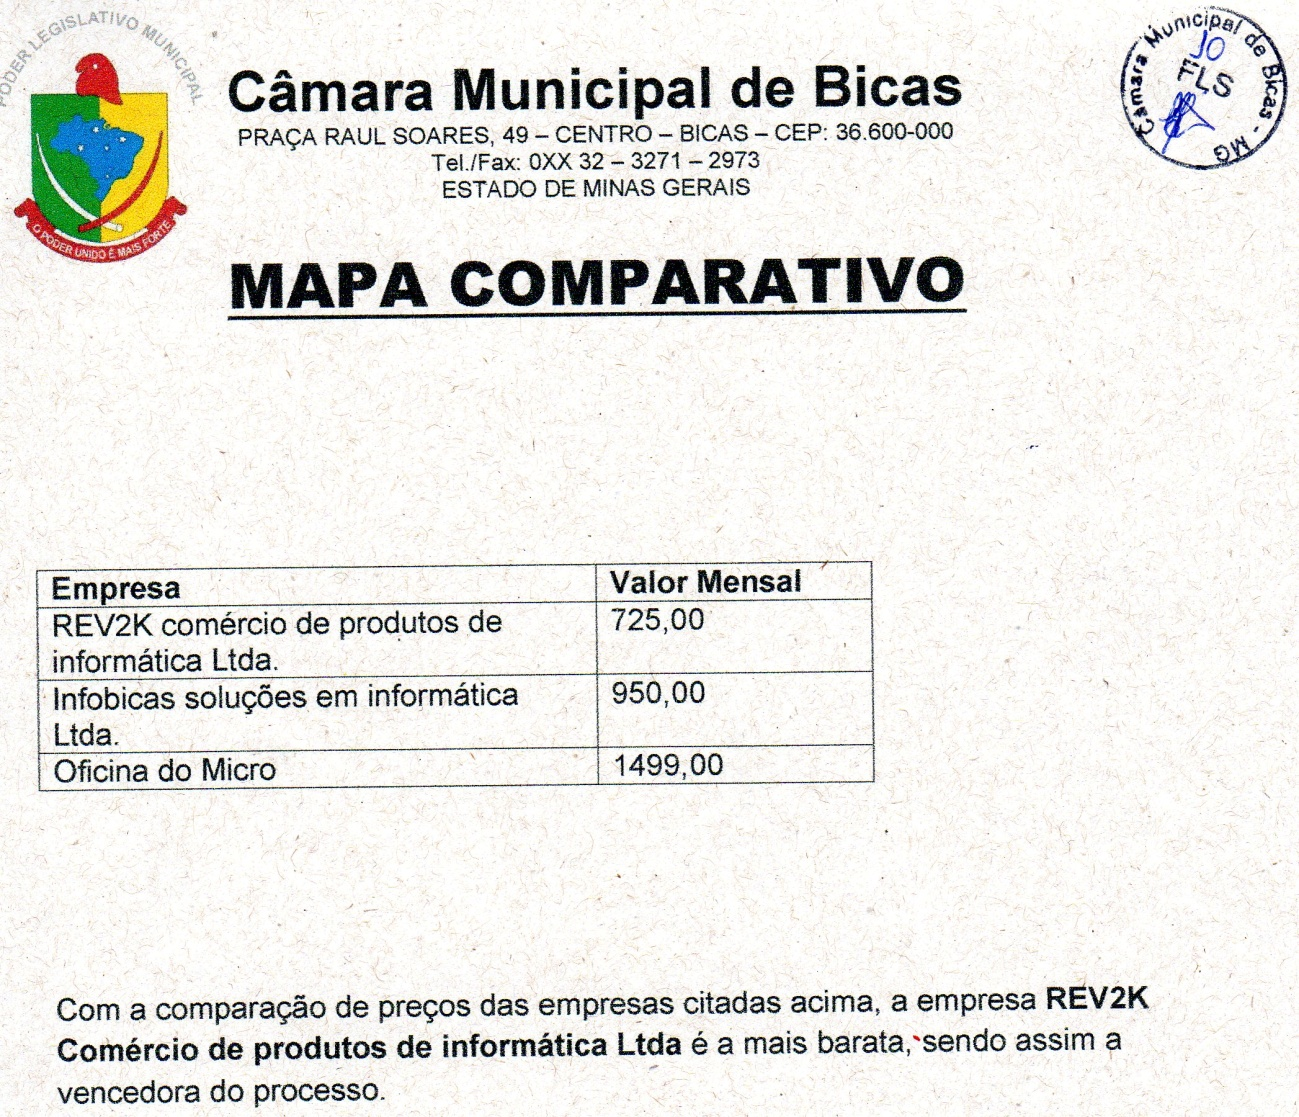 PODER LEGISLATIVO MUNICIPAL
O PODER UNIDO É MAIS FORTE
Câmara Municipal de Bicas
PRAÇA RAUL SOARES, 49 – CENTRO – BICAS – CEP: 36.600-000
Tel./Fax: 0XX 32 – 3271 – 2973
ESTADO DE MINAS GERAIS
Câmara Municipal de Bicas - MG
10
FLS
MAPA COMPARATIVO
Empresa Valor Mensal
REV2K comércio de produtos de 725,00
informática Ltda.
Infobicas soluções em informática 950,00
Ltda.
Oficina do Micro 1499,00
Com a comparação de preços das empresas citadas acima, a empresa REV2K
Comércio de produtos de informática Ltda é a mais barata, sendo assim a
vencedora do processo.